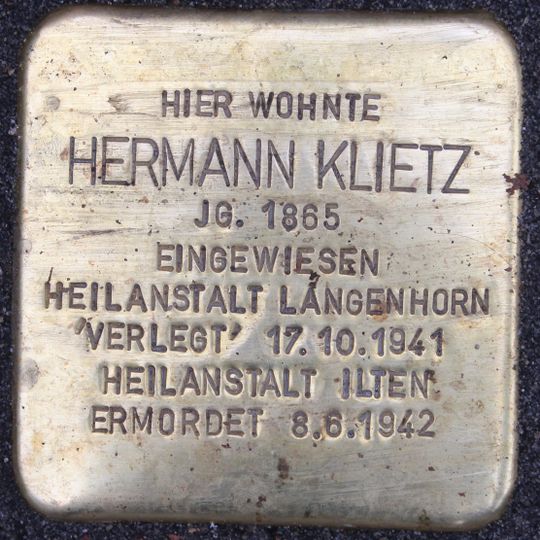 HIER WOHNTE
HERMANN KLIETZ
JG. 1865
EINGEWIESEN
HEILANSTALT LANGENHORN
'VERLEGT' 17.10.1941
HEILANSTALT ILTEN
ERMORDET 8.6.1942